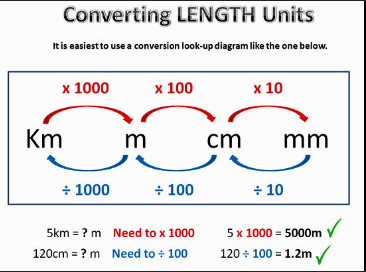 Converting LENGTH Units
It is easiest to use a conversion look-up diagram like the one below.
x 1000 x 100 x 10
Km m cm mm
÷ 1000 ÷ 100 ÷ 10
5km = ? m Need to x 1000 5 x 1000 = 5000m ✓
120cm = ? m Need to ÷ 100 120 ÷ 100 = 1.2m ✓